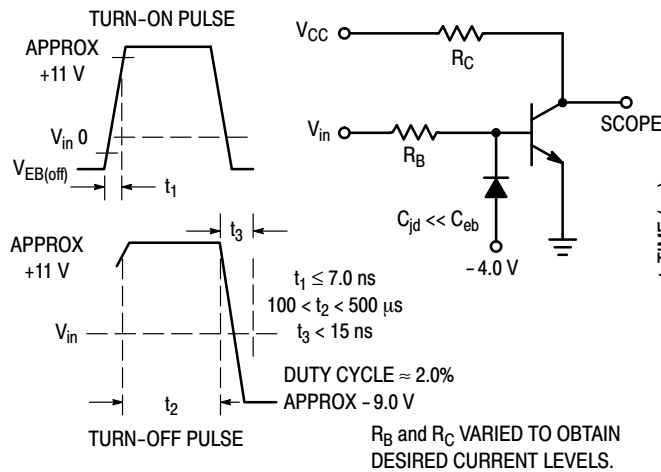 TURN-ON PULSE
APPROX
+11 V
V_in 0
V_EB(off)
t_1
V_CC
R_C
V_in
R_B
SCOPE
C_jd << C_eb
-4.0 V
APPROX
+11 V
t_3
V_in
t_1 ≤ 7.0 ns
100 < t_2 < 500 μs
t_3 < 15 ns
DUTY CYCLE ≈ 2.0%
t_2
APPROX -9.0 V
TURN-OFF PULSE
R_B and R_C VARIED TO OBTAIN
DESIRED CURRENT LEVELS.